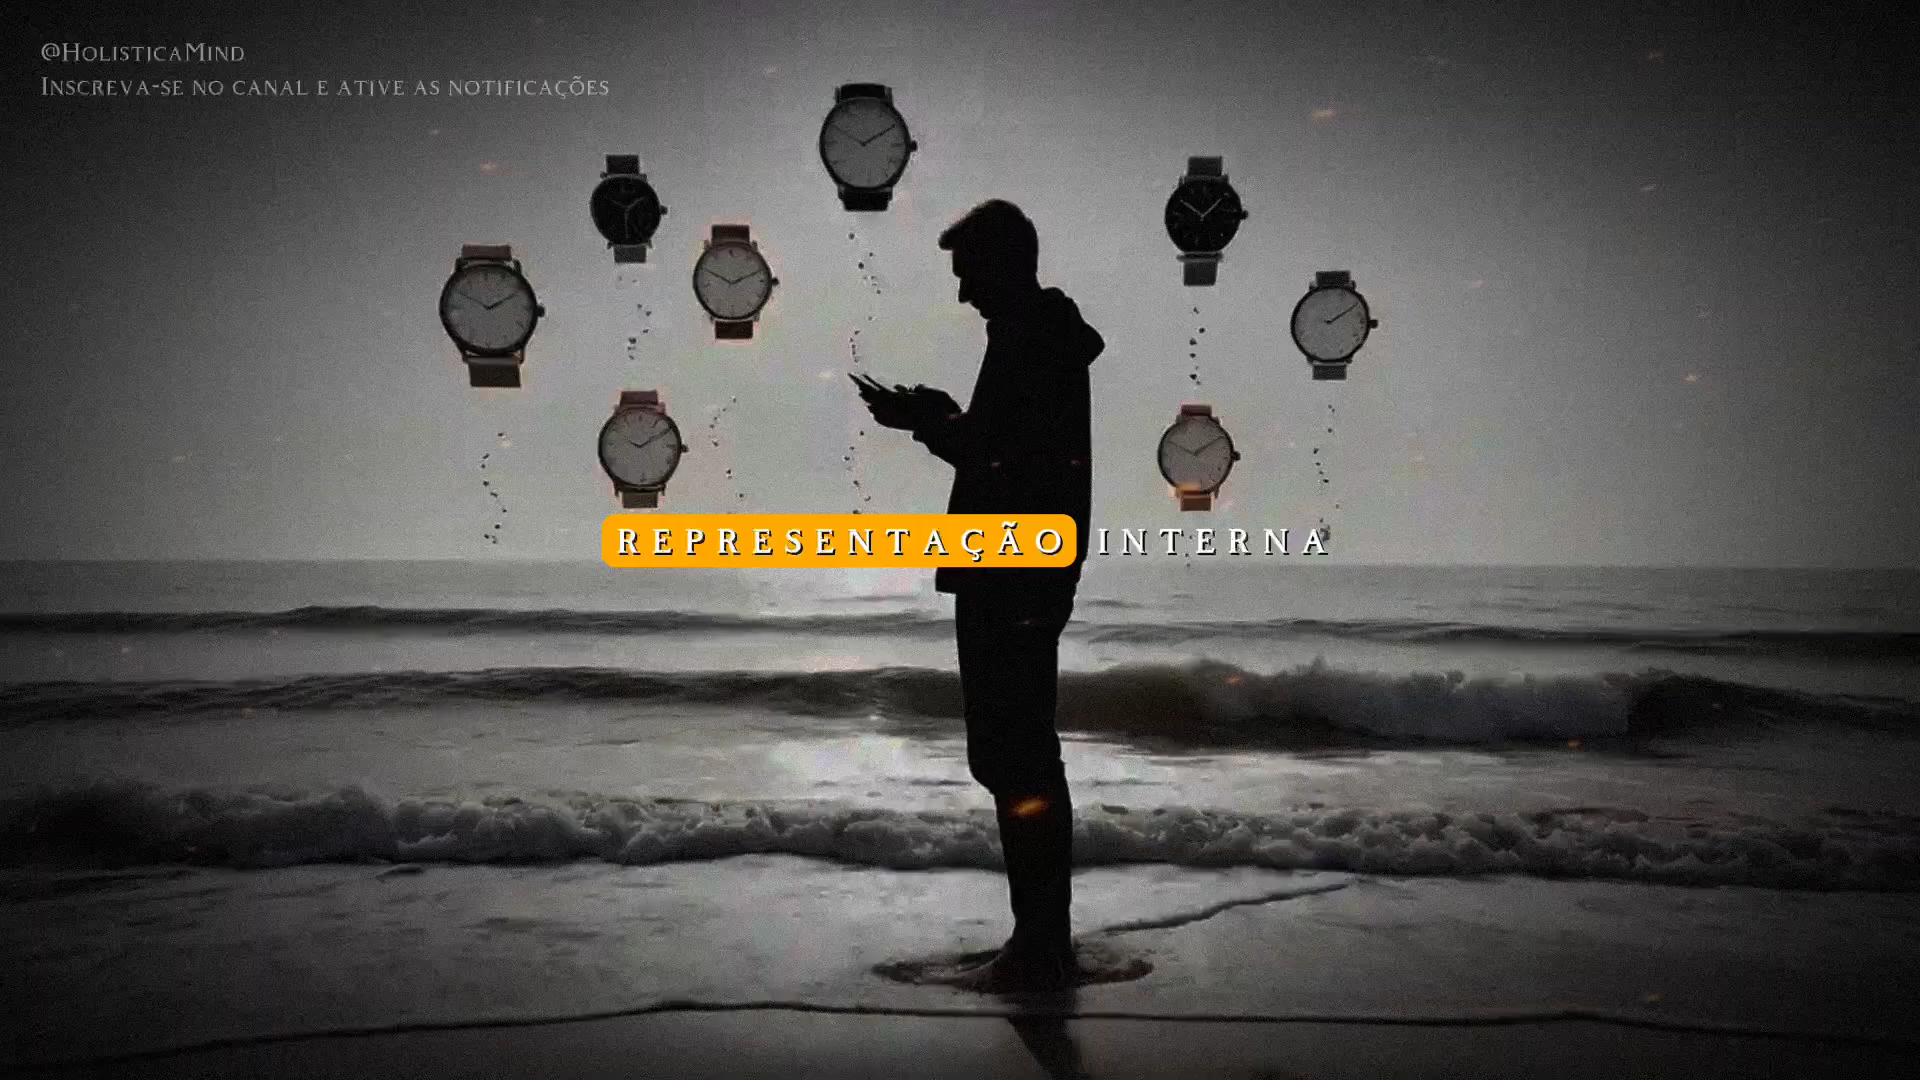 @HolisticaMind
Inscreva-se no canal e ative as notificações
REPRESENTAÇÃO INTERNA